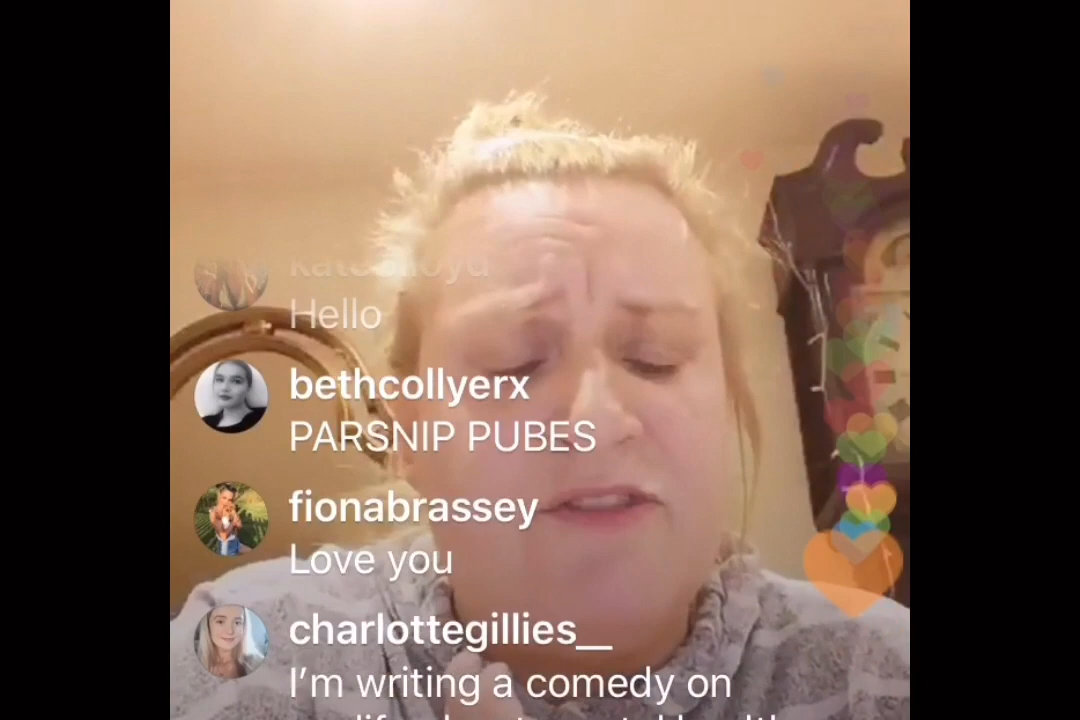 Hello
bethcollyerx
PARSNIP PUBES
fionabrassey
Love you
charlottegillies__
I’m writing a comedy on